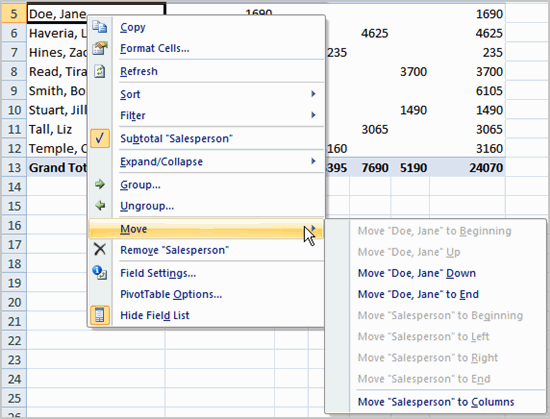 5 Doe, Jane 1690 1690
6 Haveria, L 4625 4625
7 Hines, Zac 235 235
8 Read, Tira 3700 3700
9 Smith, Bo 6105
10 Stuart, Jill 1490 1490
11 Tall, Liz 3065 3065
12 Temple, C 160 3160
13 Grand Tot 395 7690 5190 24070
14
15
16
17
18
19
20
21
22
23
24
25
26
Copy
Format Cells...
Refresh
Sort
Filter
Subtotal "Salesperson"
Expand/Collapse
Group...
Ungroup...
Move
Remove "Salesperson"
Field Settings...
PivotTable Options...
Hide Field List
Move "Doe, Jane" to Beginning
Move "Doe, Jane" Up
Move "Doe, Jane" Down
Move "Doe, Jane" to End
Move "Salesperson" to Beginning
Move "Salesperson" to Left
Move "Salesperson" to Right
Move "Salesperson" to End
Move "Salesperson" to Columns